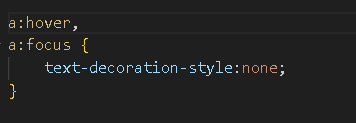 a:hover,
a:focus {
    text-decoration-style:none;
}